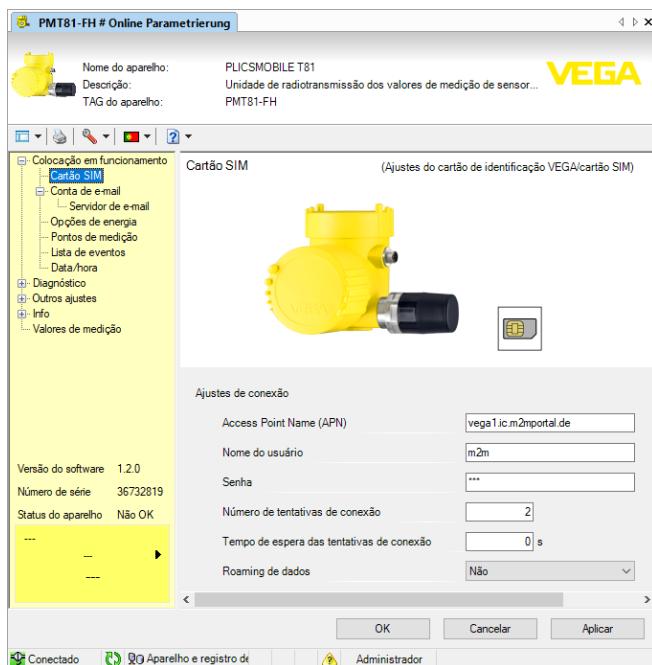 PMT81-FH # Online Parametrierung
Nome do aparelho: PLICSMOBILE T81
Descrição: Unidade de radiotransmissão dos valores de medição de sensor...
TAG do aparelho: PMT81-FH
VEGA
Colocação em funcionamento
Cartão SIM
Conta de e-mail
Servidor de e-mail
Opções de energia
Pontos de medição
Lista de eventos
Data/hora
Diagnóstico
Outros ajustes
Info
Valores de medição
Versão do software 1.2.0
Número de série 36732819
Status do aparelho Não OK
---
---
---
Cartão SIM (Ajustes do cartão de identificação VEGA/cartão SIM)
VEGA
Ajustes de conexão
Access Point Name (APN) vega1.ic.m2mportal.de
Nome do usuário m2m
Senha ***
Número de tentativas de conexão 2
Tempo de espera das tentativas de conexão 0 s
Roaming de dados Não
OK Cancelar Aplicar
Conectado Aparelho e registro de Administrador